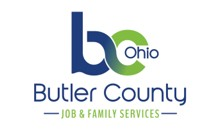 bc Ohio
Butler County
JOB & FAMILY SERVICES